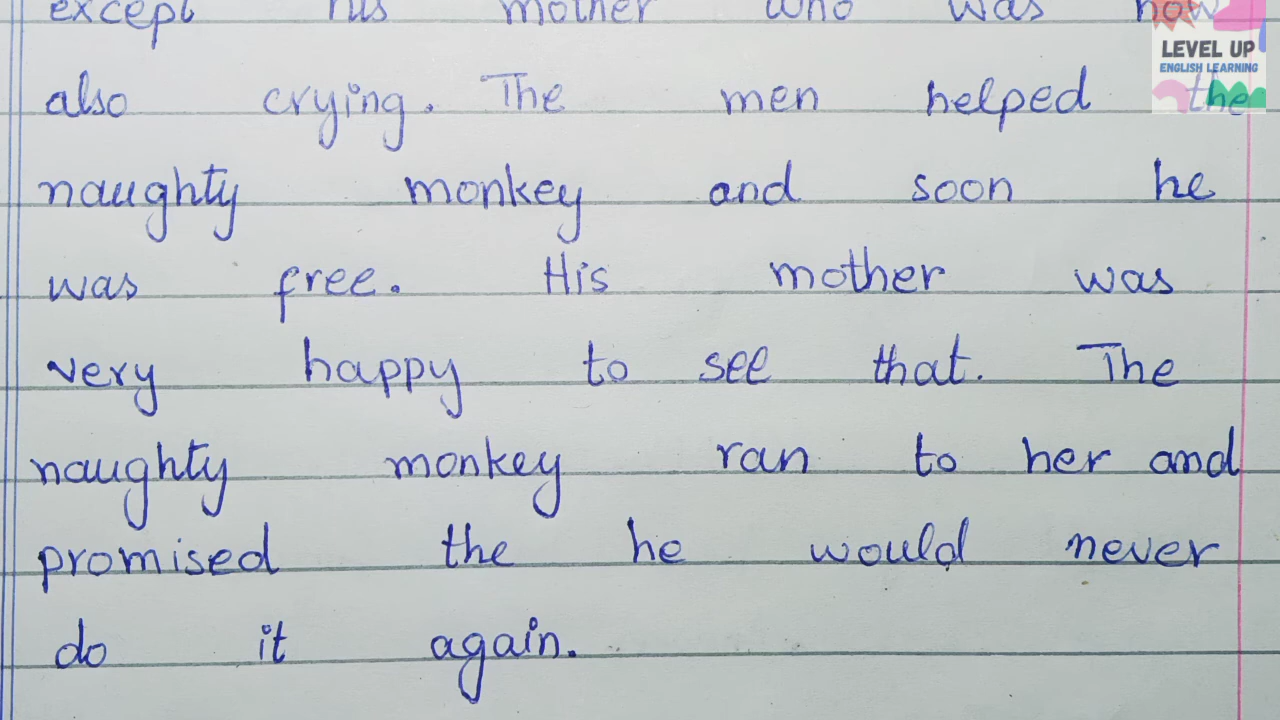 except his mother who was now
LEVEL UP
ENGLISH LEARNING
also crying. The men helped the
naughty monkey and soon he
was free. His mother was
very happy to see that. The
naughty monkey ran to her and
promised the he would never
do it again.